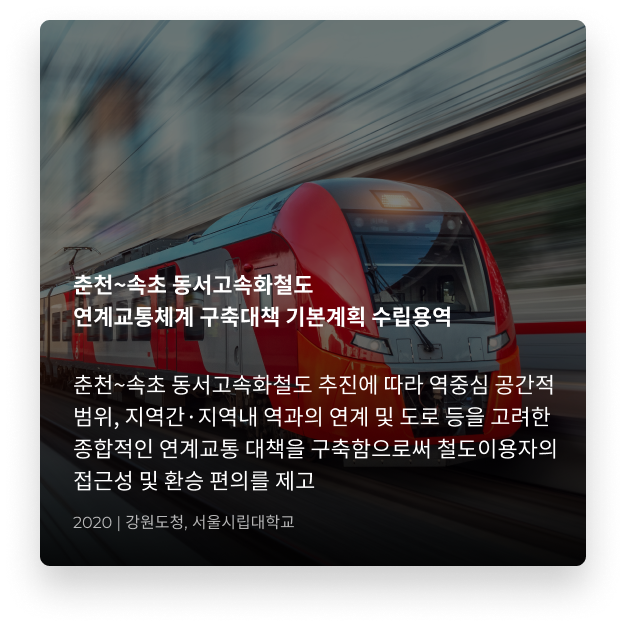 춘천~속초 동서고속화철도
연계교통체계 구축대책 기본계획 수립용역
춘천~속초 동서고속화철도 추진에 따라 역중심 공간적
범위, 지역간·지역내 역과의 연계 및 도로 등을 고려한
종합적인 연계교통 대책을 구축함으로써 철도이용자의
접근성 및 환승 편의를 제고
2020 | 강원도청, 서울시립대학교